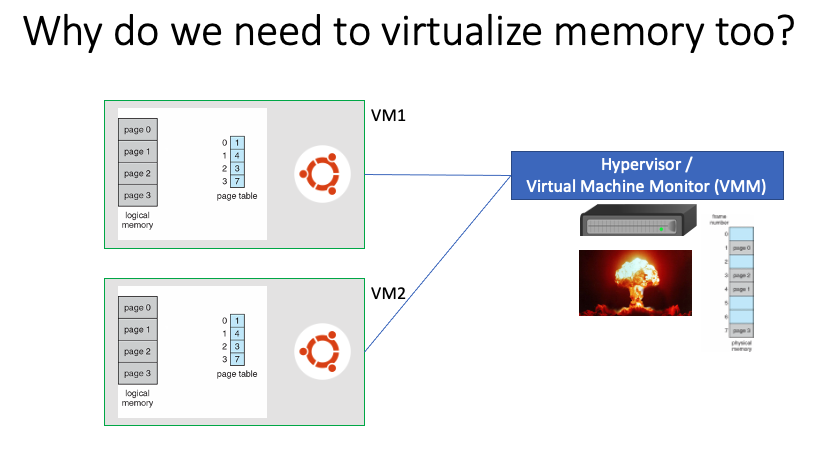 Why do we need to virtualize memory too?
VM1
page 0
page 1
page 2
page 3
logical
memory
0 1
1 4
2 3
3 7
page table
Hypervisor /
Virtual Machine Monitor (VMM)
frame
number
0
1 page 0
2
3 page 2
4 page 1
5
6
7 page 3
physical
memory
VM2
page 0
page 1
page 2
page 3
logical
memory
0 1
1 4
2 3
3 7
page table